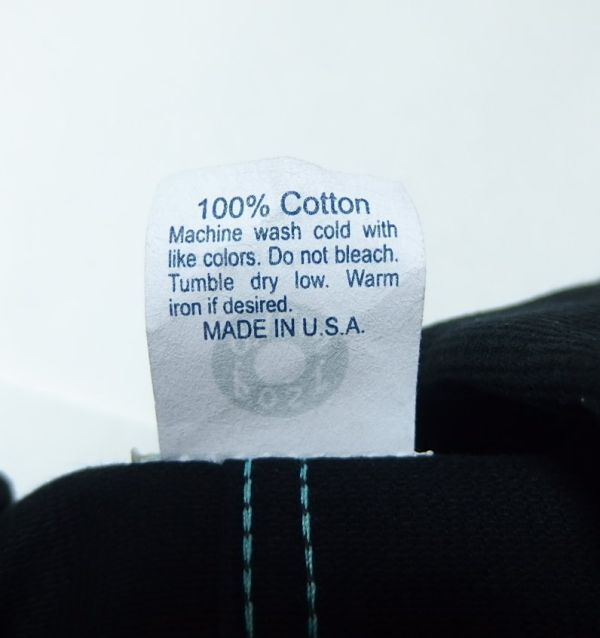 100% Cotton
Machine wash cold with
like colors. Do not bleach.
Tumble dry low. Warm
iron if desired.
MADE IN U.S.A.